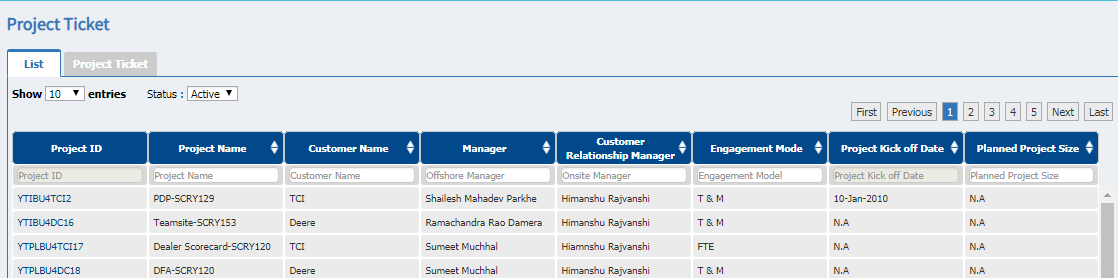 Project Ticket
List Project Ticket
Show 10 entries Status : Active
First Previous 1 2 3 4 5 Next Last
Project ID Project Name Customer Name Manager Customer Relationship Manager Engagement Mode Project Kick off Date Planned Project Size
Project ID Project Name Customer Name Offshore Manager Onsite Manager Engagement Model Project Kick off Date Planned Project Size
YTIBU4TCI2 PDP-SCRY129 TCI Shailesh Mahadev Parkhe Himanshu Rajvanshi T & M 10-Jan-2010 N.A
YTIBU4DC16 Teamsite-SCRY153 Deere Ramachandra Rao Damera Himanshu Rajvanshi T & M N.A N.A
YTPLBU4TCI17 Dealer Scorecard-SCRY120 TCI Sumeet Muchhal Hiamnshu Rajvanshi FTE N.A N.A
YTPLBU4DC18 DFA-SCRY120 Deere Sumeet Muchhal Himanshu Rajvanshi T & M N.A N.A